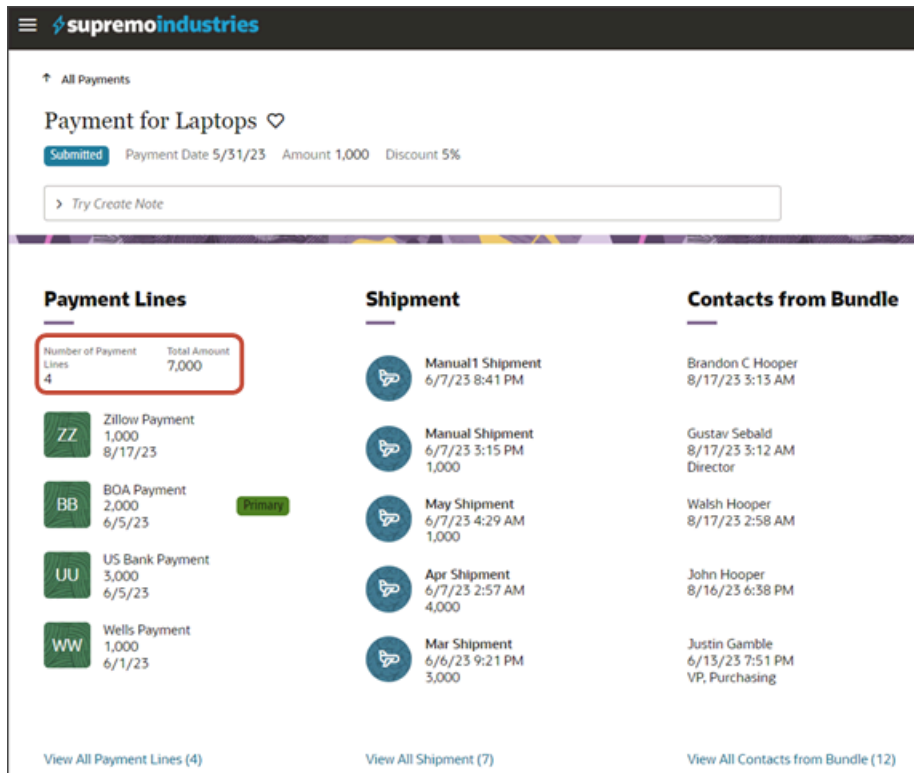 supremoindustries
All Payments
Payment for Laptops
Submitted Payment Date 5/31/23 Amount 1,000 Discount 5%
Try Create Note
Payment Lines
Number of Payment Lines
4
Total Amount
7,000
ZZ
Zillow Payment
1,000
8/17/23
BB
BOA Payment
2,000
6/5/23
Primary
UU
US Bank Payment
3,000
6/5/23
WW
Wells Payment
1,000
6/1/23
View All Payment Lines (4)
Shipment
Manual1 Shipment
6/7/23 8:41 PM
Manual Shipment
6/7/23 3:15 PM
1,000
May Shipment
6/7/23 4:29 AM
1,000
Apr Shipment
6/7/23 2:57 AM
4,000
Mar Shipment
6/6/23 9:21 PM
3,000
View All Shipment (7)
Contacts from Bundle
Brandon C Hooper
8/17/23 3:13 AM
Gustav Sebald
8/17/23 3:12 AM
Director
Walsh Hooper
8/17/23 2:58 AM
John Hooper
8/16/23 6:38 PM
Justin Gamble
6/13/23 7:51 PM
VP, Purchasing
View All Contacts from Bundle (12)